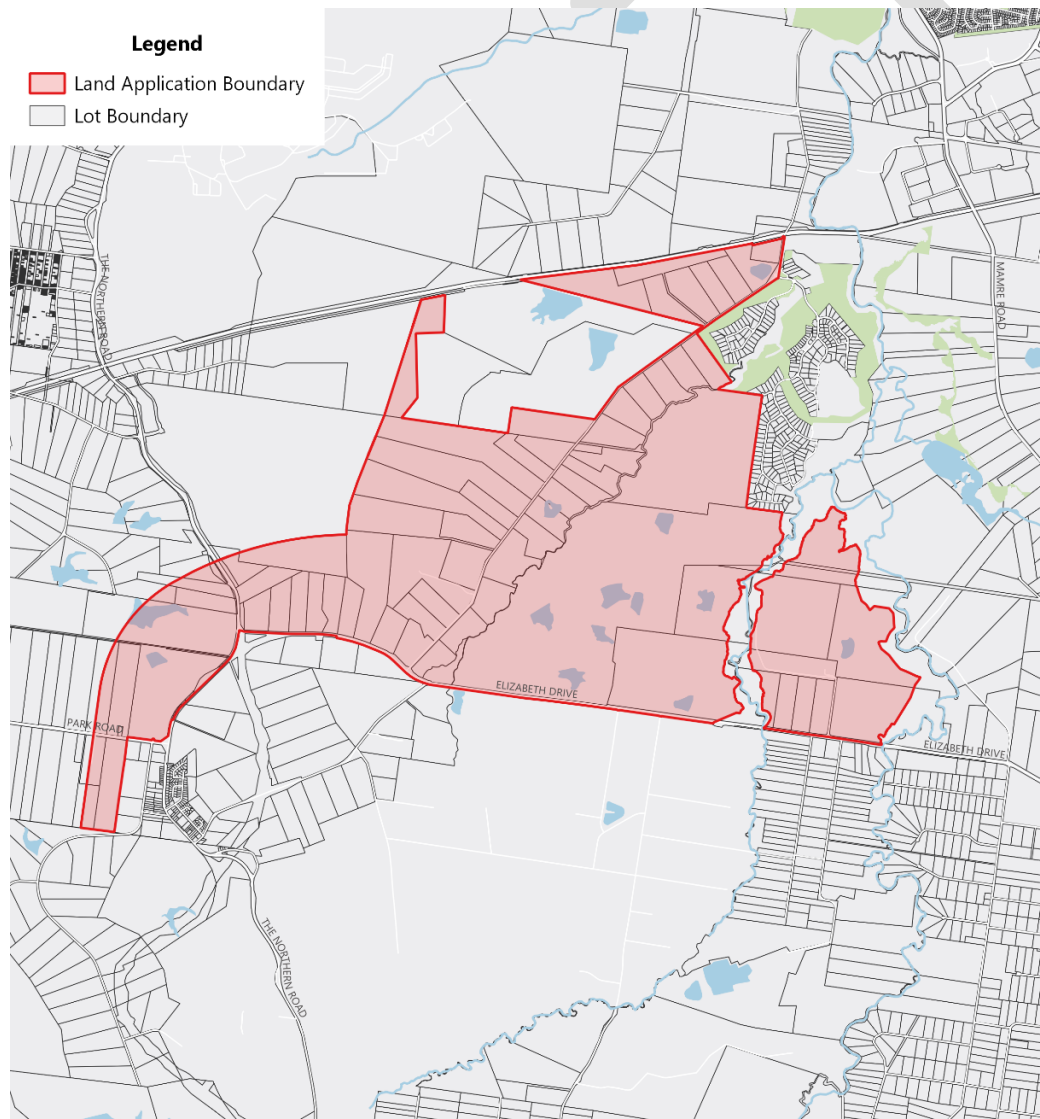 Legend
Land Application Boundary
Lot Boundary
THE NORTHERN ROAD
MAMRE ROAD
ELIZABETH DRIVE
PARK ROAD
ELIZABETH DRIVE
THE NORTHERN ROAD